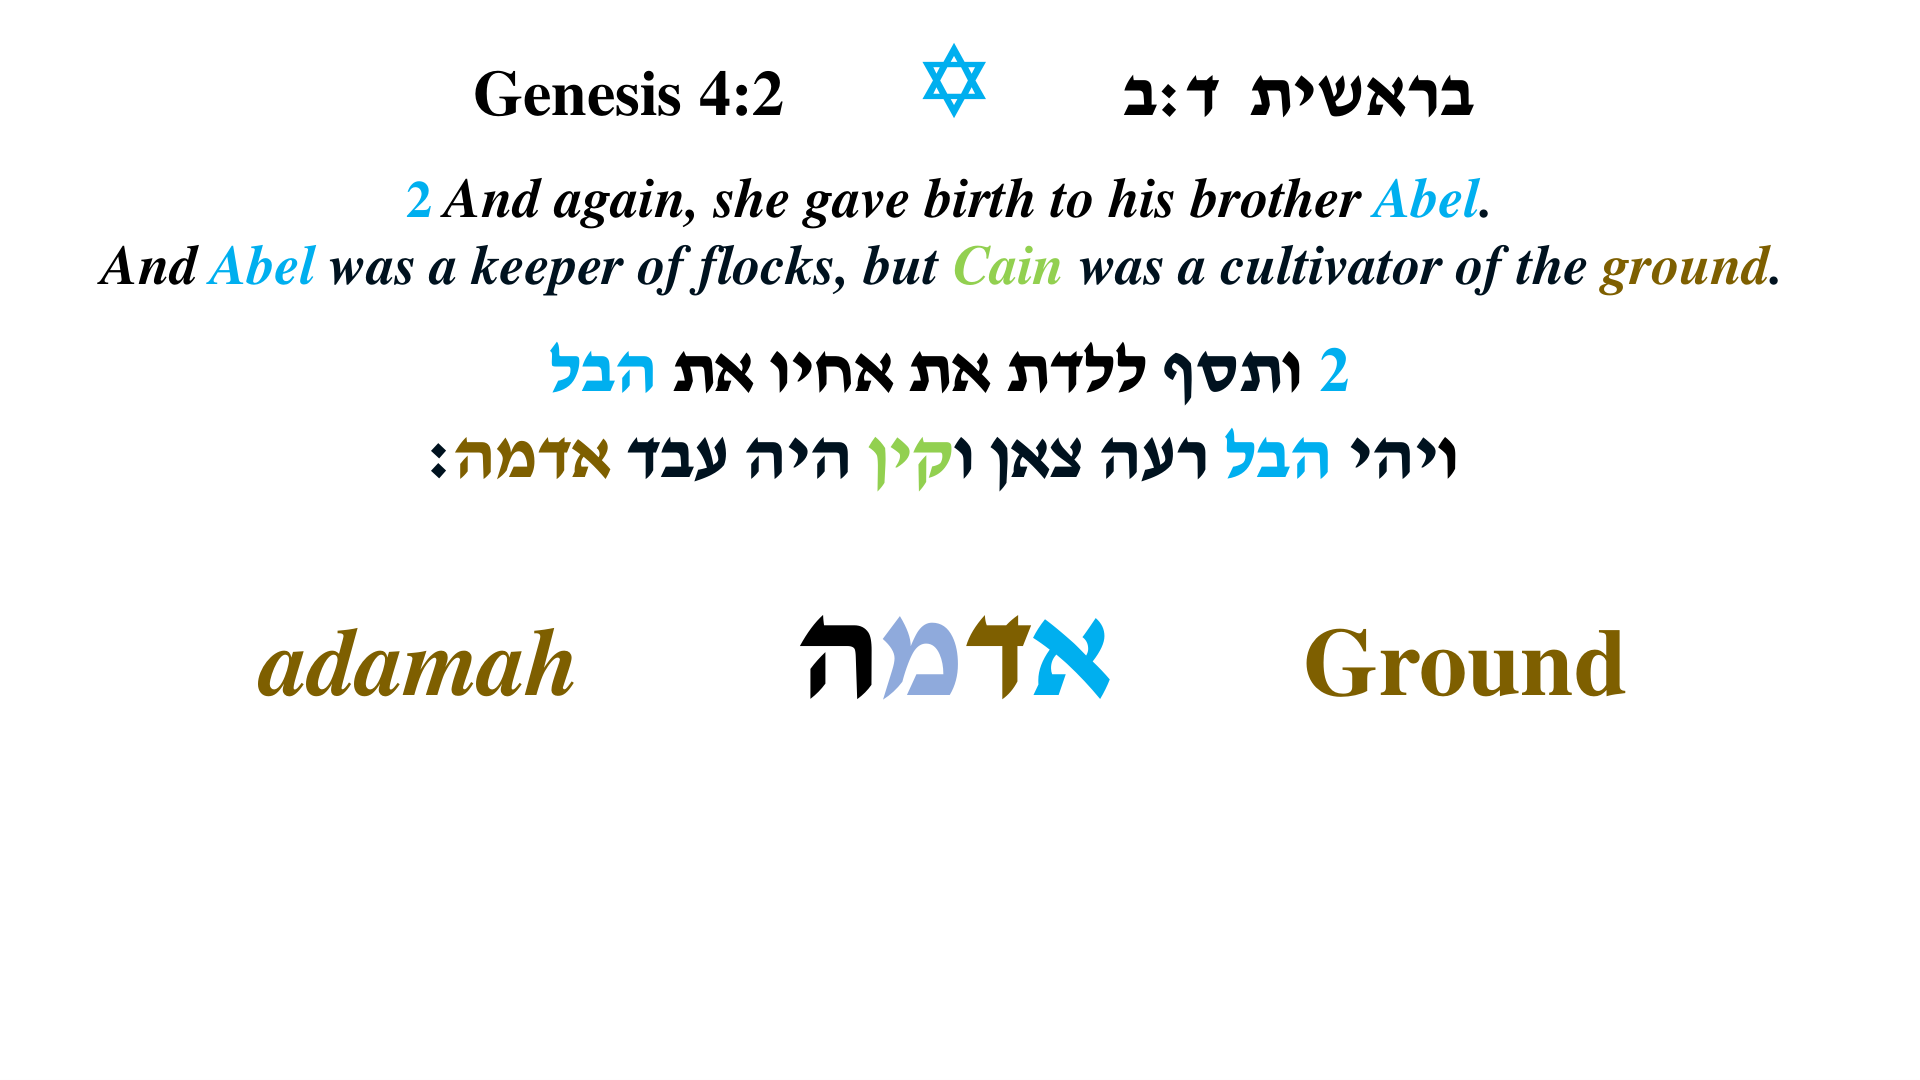 Genesis 4:2 ✡ בראשית ד:ב
2 And again, she gave birth to his brother Abel.
And Abel was a keeper of flocks, but Cain was a cultivator of the ground.
2 ותסף ללדת את אחיו את הבל
ויהי הבל רעה צאן וקין היה עבד אדמה:
adamah אדמה Ground